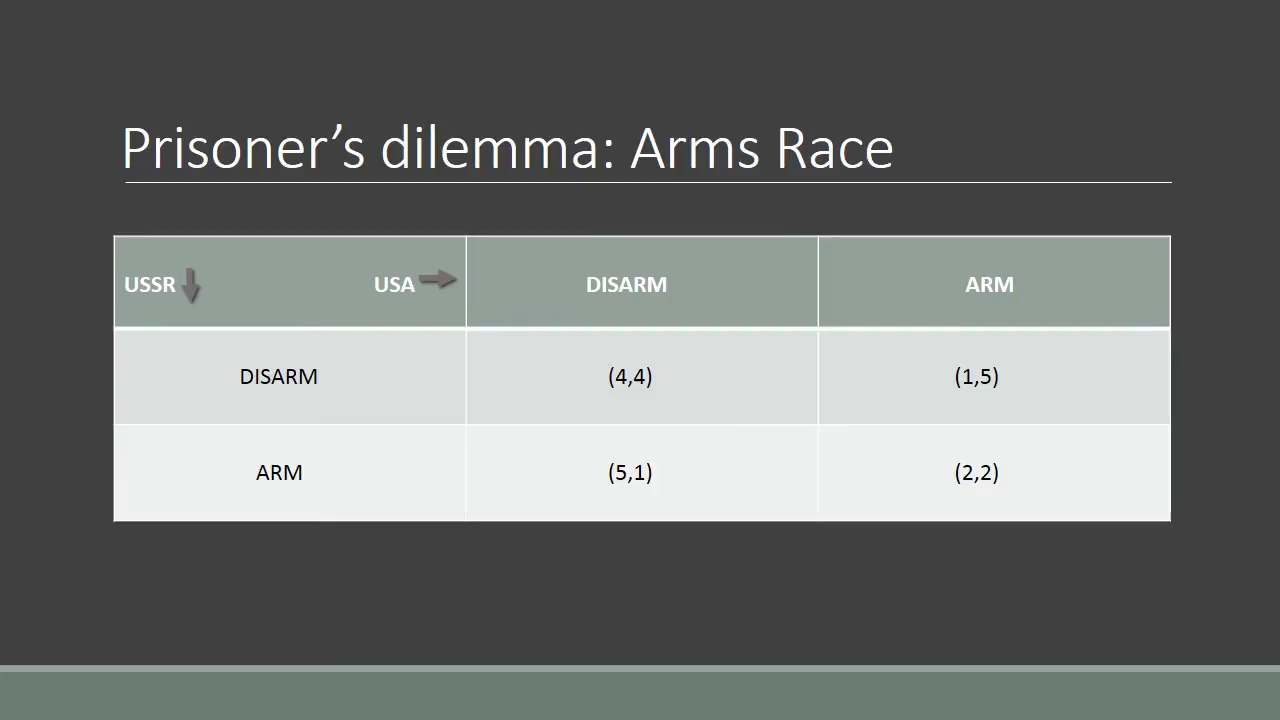 Prisoner’s dilemma: Arms Race
USSR USA DISARM ARM
DISARM (4,4) (1,5)
ARM (5,1) (2,2)